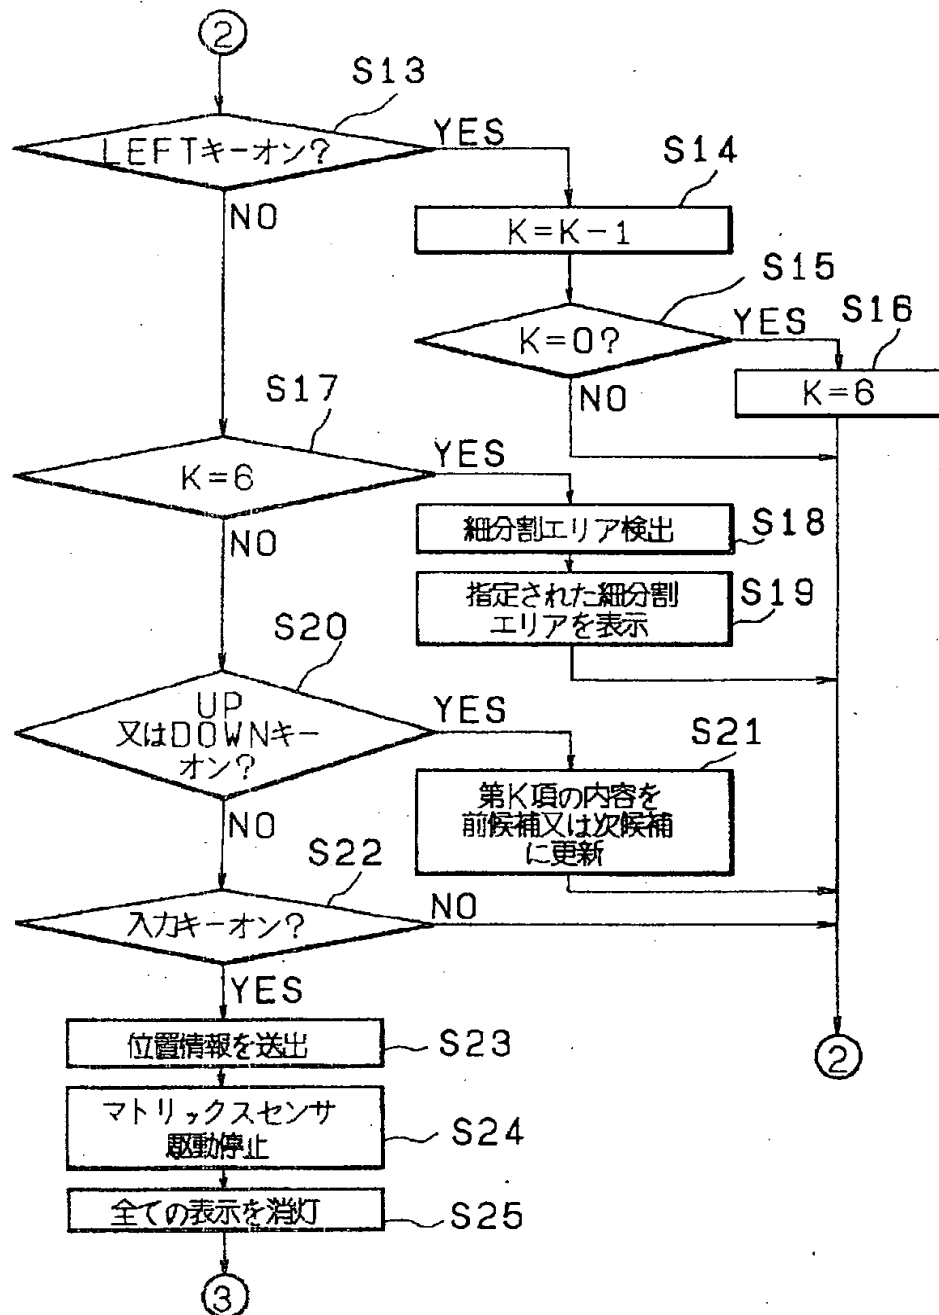 ②
S13
LEFTキーオン?
YES
NO
S14
K=K-1
S15
K=0?
YES
NO
S16
K=6
S17
K=6
YES
NO
S18
細分割エリア検出
S19
指定された細分割
エリアを表示
S20
UP
又はDOWNキー
オン?
YES
NO
S21
第K項の内容を
前候補又は次候補
に更新
S22
入力キーオン?
NO
YES
②
位置情報を送出
S23
マトリックスセンサ
駆動停止
S24
全ての表示を消灯
S25
③